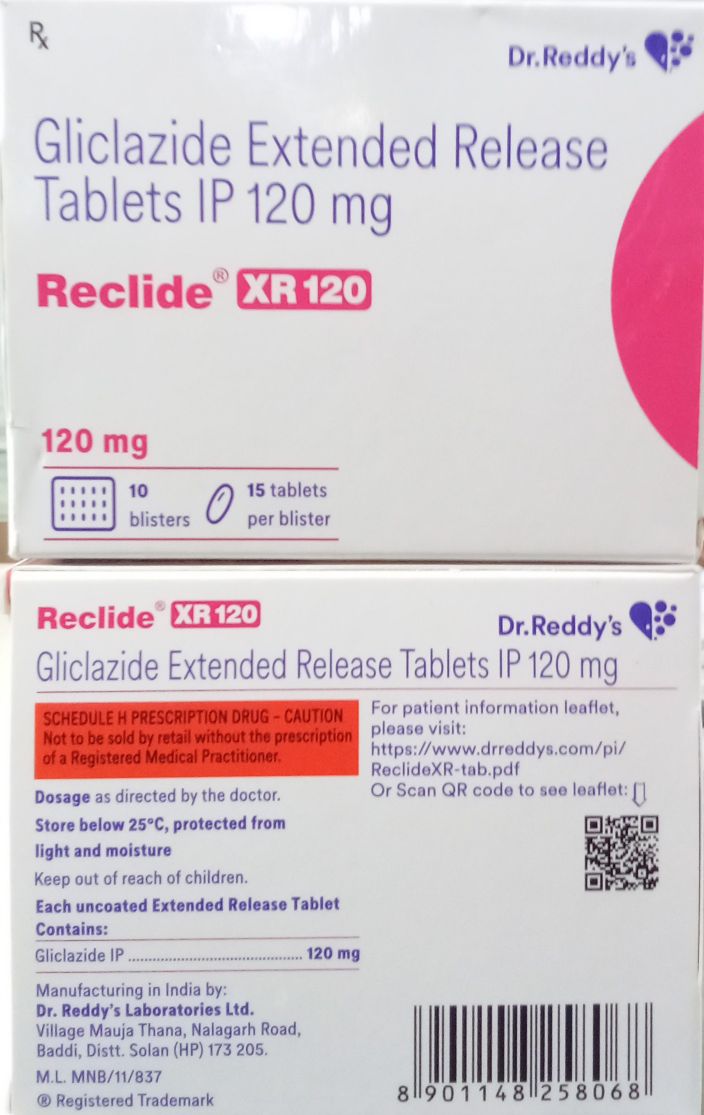 Rx
Dr.Reddy's
Gliclazide Extended Release
Tablets IP 120 mg
Reclide® XR 120
120 mg
10 blisters
15 tablets per blister
Reclide® XR 120
Dr.Reddy's
Gliclazide Extended Release Tablets IP 120 mg
SCHEDULE H PRESCRIPTION DRUG – CAUTION
Not to be sold by retail without the prescription
of a Registered Medical Practitioner.
Dosage as directed by the doctor.
Store below 25°C, protected from
light and moisture
Keep out of reach of children.
Each uncoated Extended Release Tablet
Contains:
Gliclazide IP .......................................... 120 mg
Manufacturing in India by:
Dr. Reddy's Laboratories Ltd.
Village Mauja Thana, Nalagarh Road,
Baddi, Distt. Solan (HP) 173 205.
M.L. MNB/11/837
® Registered Trademark
For patient information leaflet,
please visit:
https://www.drreddys.com/pi/
ReclideXR-tab.pdf
Or Scan QR code to see leaflet:
8 901148 258068